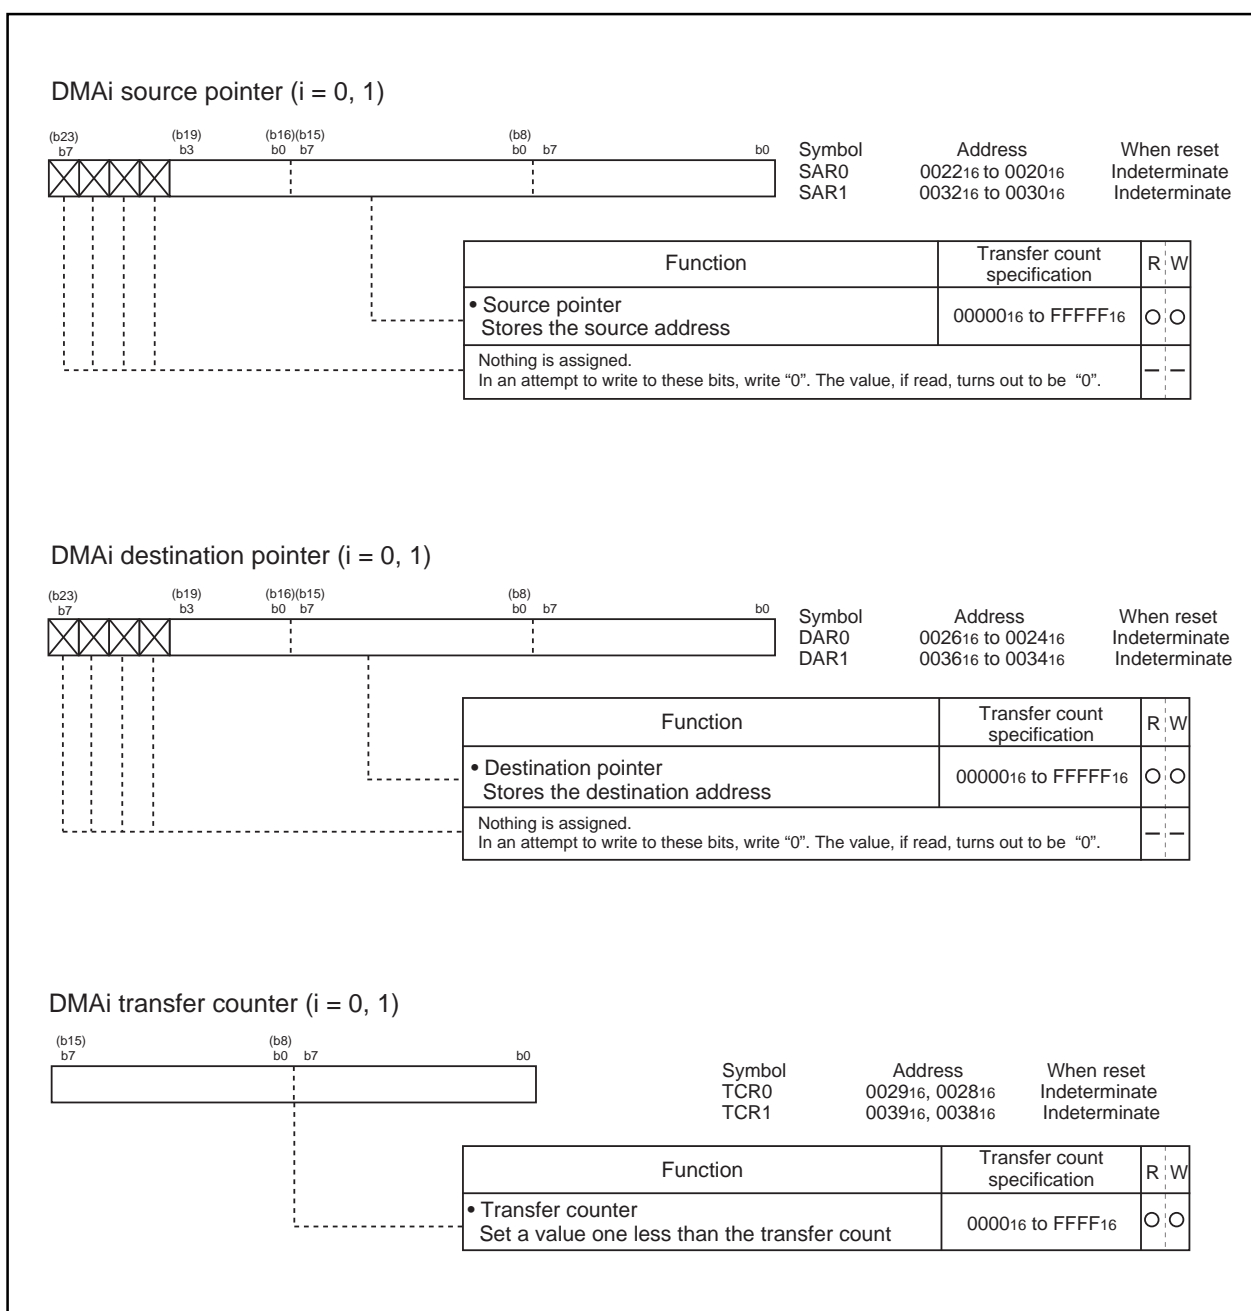 DMAi source pointer (i = 0, 1)
(b23) (b19) (b16)(b15) (b8)
b7 b3 b0 b7 b0 b7 b0
Symbol Address When reset
SAR0 002216 to 002016 Indeterminate
SAR1 003216 to 003016 Indeterminate
Function Transfer count specification R W
• Source pointer
Stores the source address 0000016 to FFFFF16 ○ ○
Nothing is assigned.
In an attempt to write to these bits, write “0”. The value, if read, turns out to be “0”. – –
DMAi destination pointer (i = 0, 1)
(b23) (b19) (b16)(b15) (b8)
b7 b3 b0 b7 b0 b7 b0
Symbol Address When reset
DAR0 002616 to 002416 Indeterminate
DAR1 003616 to 003416 Indeterminate
Function Transfer count specification R W
• Destination pointer
Stores the destination address 0000016 to FFFFF16 ○ ○
Nothing is assigned.
In an attempt to write to these bits, write “0”. The value, if read, turns out to be “0”. – –
DMAi transfer counter (i = 0, 1)
(b15) (b8)
b7 b0 b7 b0
Symbol Address When reset
TCR0 002916, 002816 Indeterminate
TCR1 003916, 003816 Indeterminate
Function Transfer count specification R W
• Transfer counter
Set a value one less than the transfer count 000016 to FFFF16 ○ ○